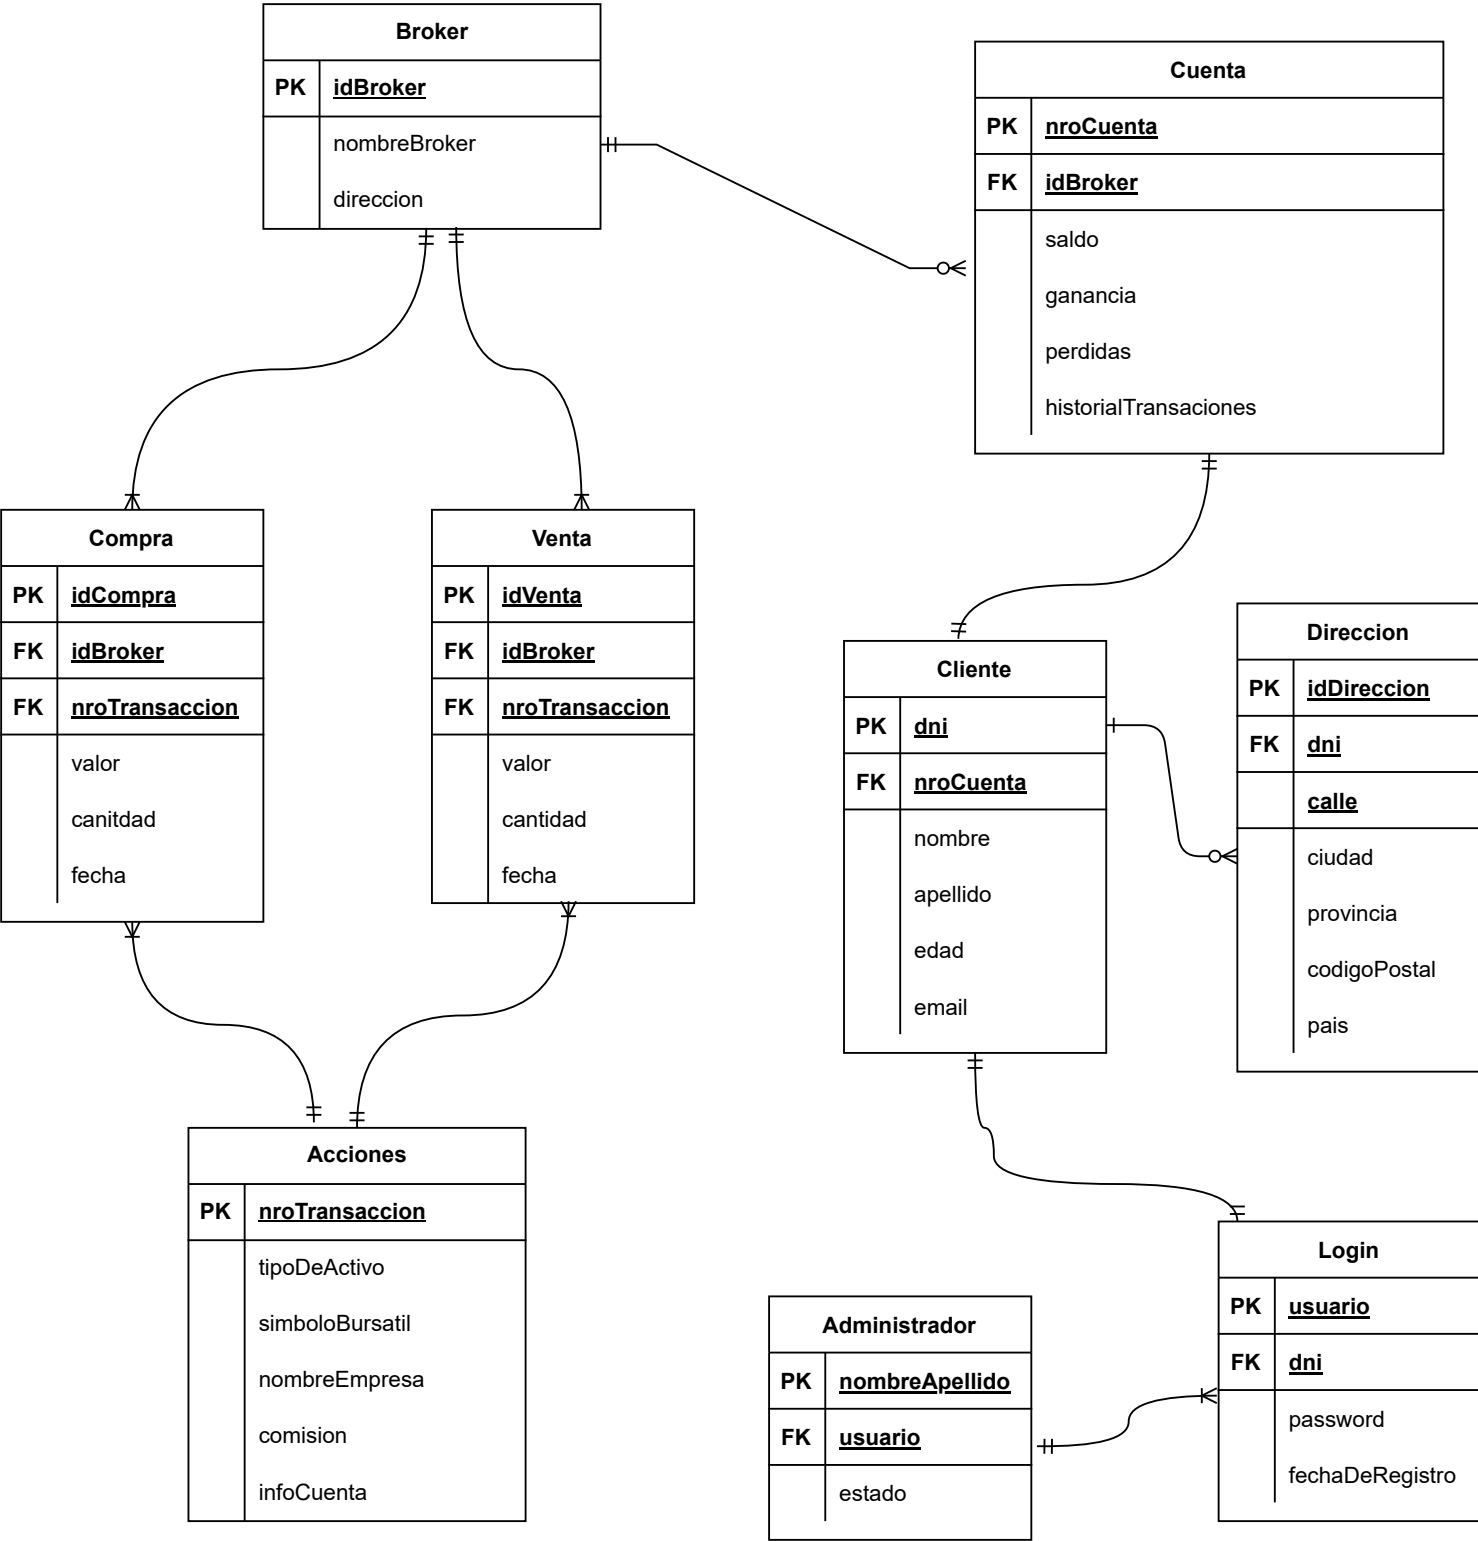 Broker
PK idBroker
nombreBroker
direccion
Cuenta
PK nroCuenta
FK idBroker
saldo
ganancia
perdidas
historialTransaciones
Compra
PK idCompra
FK idBroker
FK nroTransaccion
valor
canitdad
fecha
Venta
PK idVenta
FK idBroker
FK nroTransaccion
valor
cantidad
fecha
Cliente
PK dni
FK nroCuenta
nombre
apellido
edad
email
Direccion
PK idDireccion
FK dni
calle
ciudad
provincia
codigoPostal
pais
Acciones
PK nroTransaccion
tipoDeActivo
simboloBursatil
nombreEmpresa
comision
infoCuenta
Administrador
PK nombreApellido
FK usuario
estado
Login
PK usuario
FK dni
password
fechaDeRegistro